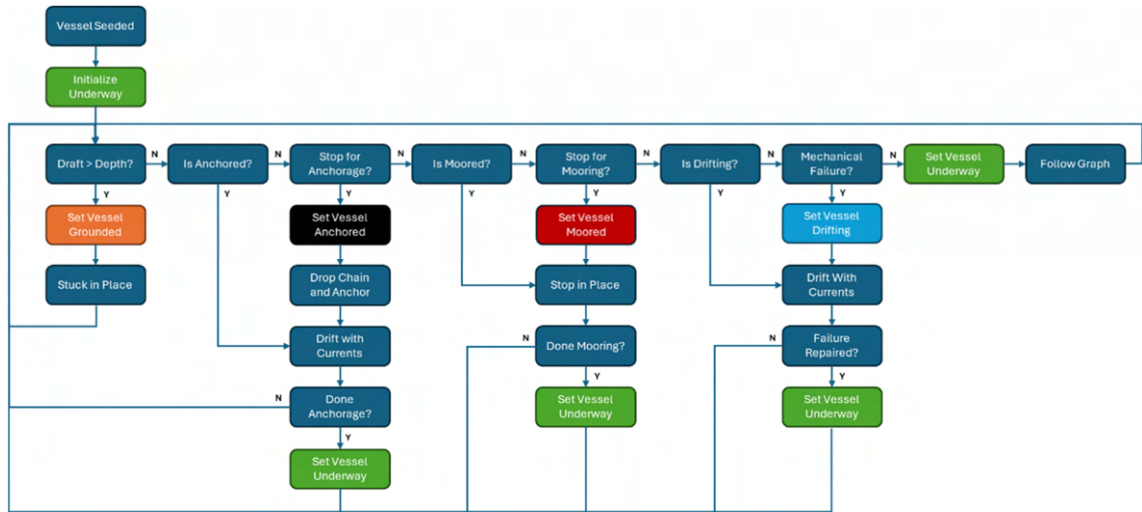 Vessel Seeded
Initialize
Underway
Draft > Depth?
N
Is Anchored?
N
Stop for
Anchorage?
N
Is Moored?
N
Stop for
Mooring?
N
Is Drifting?
N
Mechanical
Failure?
N
Set Vessel
Underway
Follow Graph
Y
Y
Y
Y
Y
Y
Y
Set Vessel
Grounded
Set Vessel
Anchored
Set Vessel
Moored
Set Vessel
Drifting
Stuck in Place
Drop Chain
and Anchor
Stop in Place
Drift With
Currents
Drift with
Currents
N
Done Mooring?
N
Failure
Repaired?
Y
Y
N
Done
Anchorage?
Set Vessel
Underway
Set Vessel
Underway
Y
Set Vessel
Underway